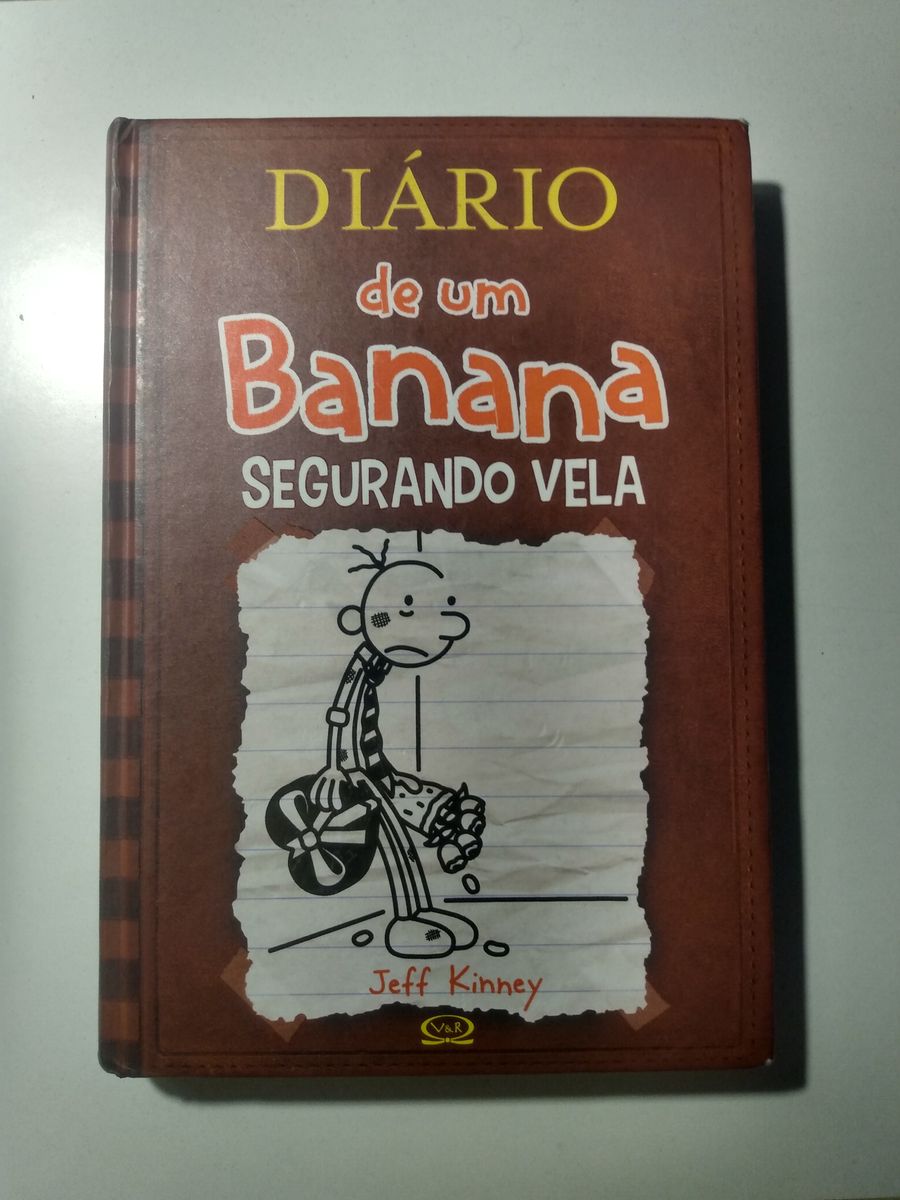 DIÁRIO
de um
Banana
SEGURANDO VELA
Jeff Kinney
V&R